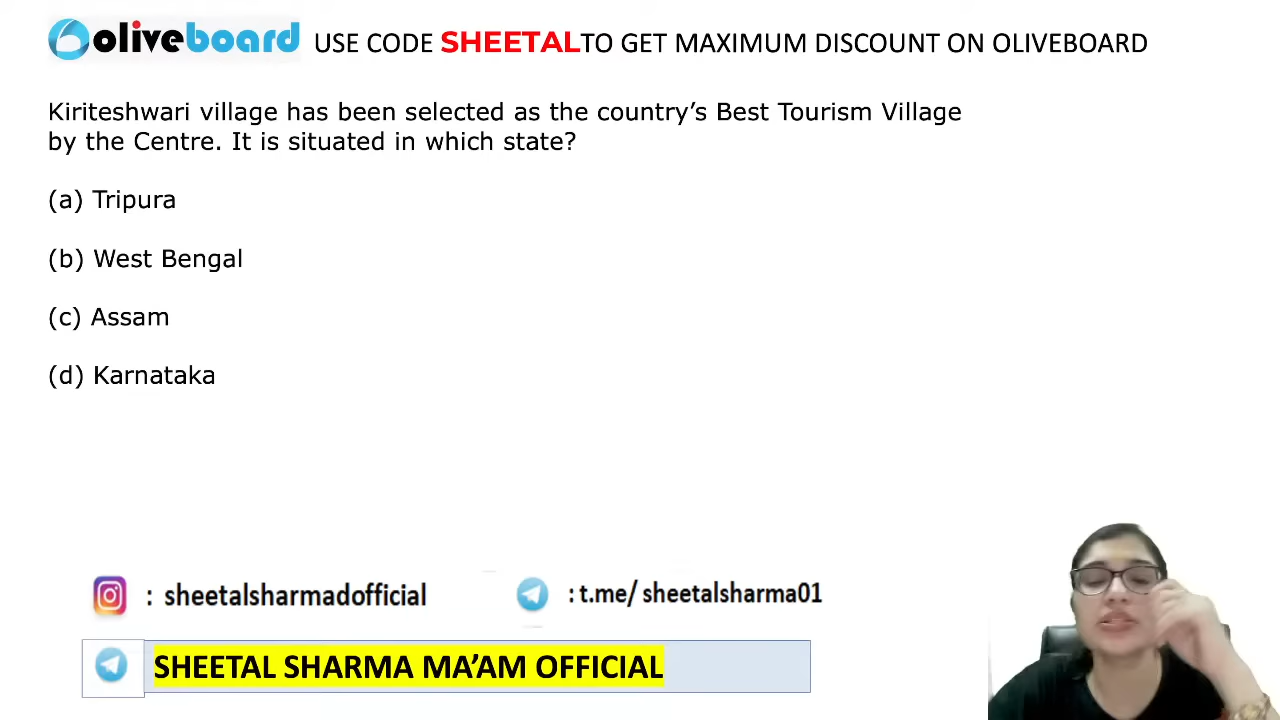 oliveboard USE CODE SHEETALTO GET MAXIMUM DISCOUNT ON OLIVEBOARD
Kiriteshwari village has been selected as the country’s Best Tourism Village
by the Centre. It is situated in which state?
(a) Tripura
(b) West Bengal
(c) Assam
(d) Karnataka
: sheetalsharmadofficial
: t.me/ sheetalsharma01
SHEETAL SHARMA MA’AM OFFICIAL